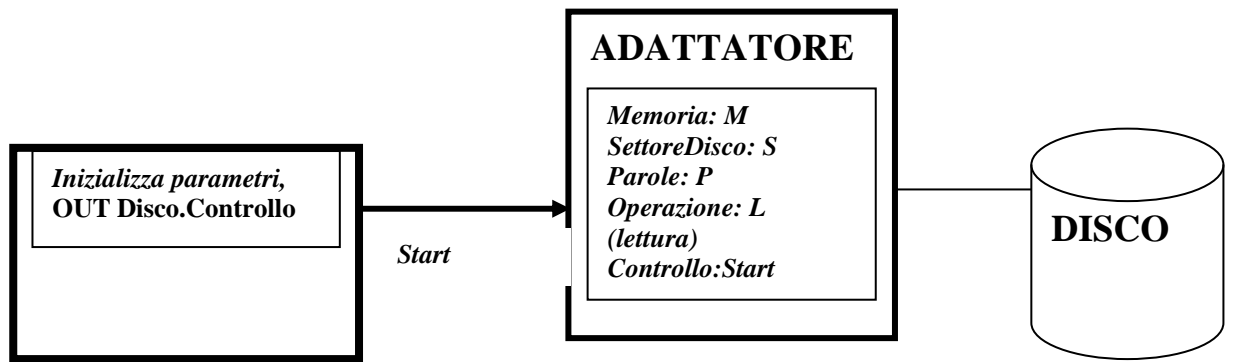 Inizializza parametri,
OUT Disco.Controllo
Start
ADATTATORE
Memoria: M
SettoreDisco: S
Parole: P
Operazione: L
(lettura)
Controllo:Start
DISCO